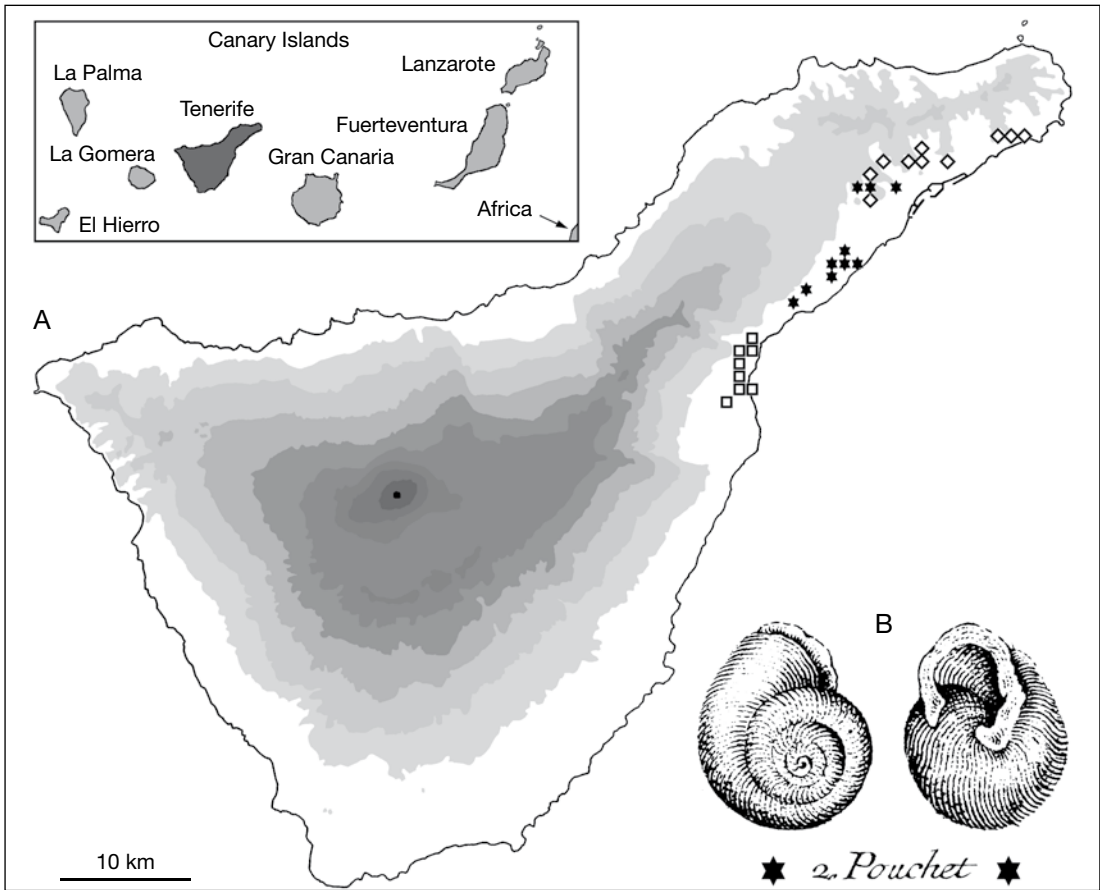 Canary Islands
La Palma
Lanzarote
Tenerife
Fuerteventura
La Gomera
Gran Canaria
Africa
El Hierro
A
B
10 km
2. Pouchet